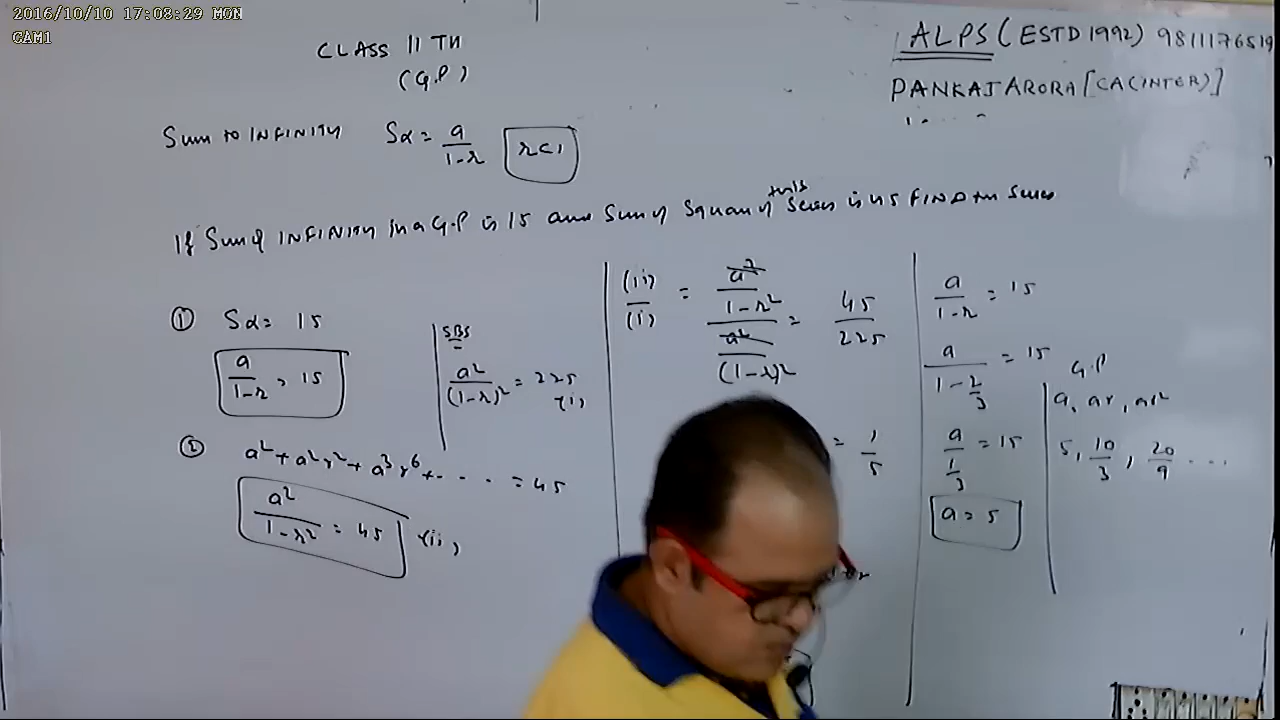 2016/10/10 17:08:29 MON
CAM1
CLASS 11 TH
(G.P)
ALPS (ESTD 1992) 9811176519
PANKAJ ARORA [CA(INTER)]
Sum to INFINITY Sα = a/1-r r<1
If Sum of INFINITY in a G.P is 15 and Sum of Square of this Series is 45 FIND the Series
① Sα = 15
a/1-r = 15
SBS
a²/(1-r)² = 225 (i)
② a² + a²r² + a³r⁶ + .... = 45
a²/1-r² = 45 (ii)
(ii)/(i) = a²/1-r² / a²/(1-r)² = 45/225
= 1/5
a/1-r = 15
a/1-2/3 = 15
a/1/3 = 15
a = 5
G.P
a, ar, ar²
5, 10/3, 20/9 ...